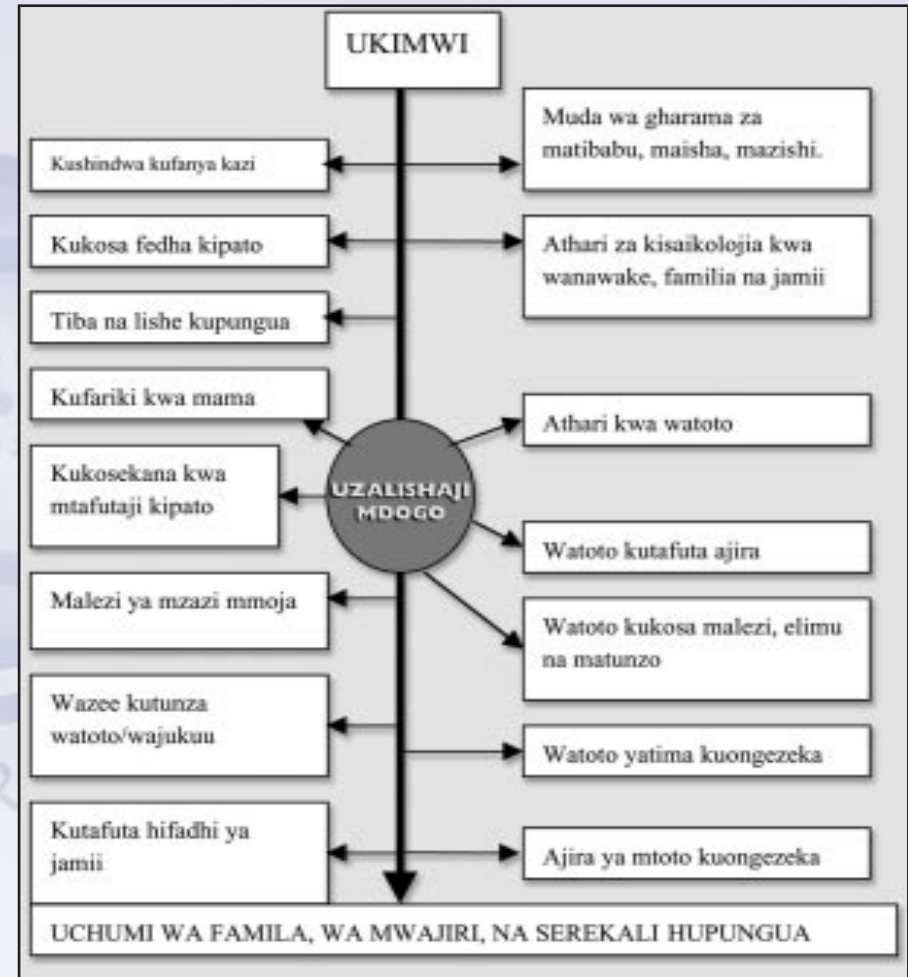 UKIMWI
Kushindwa kufanya kazi
Muda wa gharama za
matibabu, maisha, mazishi.
Kukosa fedha kipato
Athari za kisaikolojia kwa
wanawake, familia na jamii
Tiba na lishe kupungua
Kufariki kwa mama
Athari kwa watoto
Kukosekana kwa
mtafutaji kipato
UZALISHAJI
MDOGO
Watoto kutafuta ajira
Malezi ya mzazi mmoja
Watoto kukosa malezi, elimu
na matunzo
Wazee kutunza
watoto/wajukuu
Watoto yatima kuongezeka
Kutafuta hifadhi ya
jamii
Ajira ya mtoto kuongezeka
UCHUMI WA FAMILA, WA MWAJIRI, NA SEREKALI HUPUNGUA